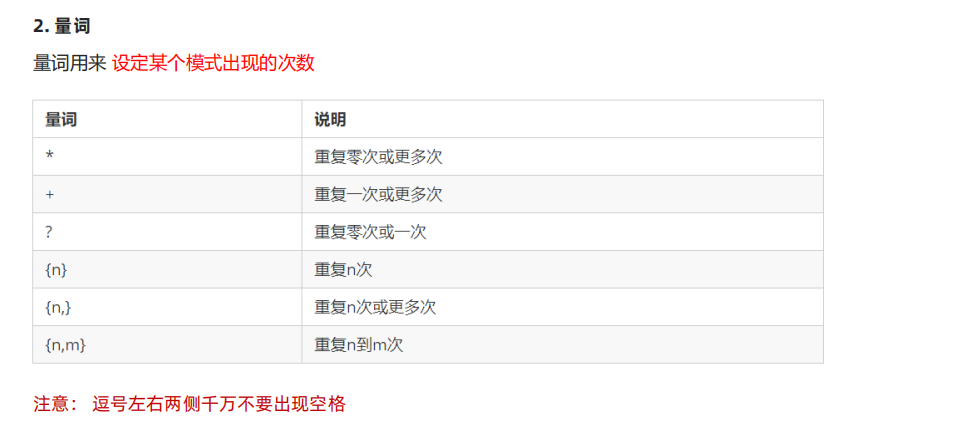 2. 量词
量词用来 设定某个模式出现的次数
量词 说明
* 重复零次或更多次
+ 重复一次或更多次
? 重复零次或一次
{n} 重复n次
{n,} 重复n次或更多次
{n,m} 重复n到m次
注意： 逗号左右两侧千万不要出现空格